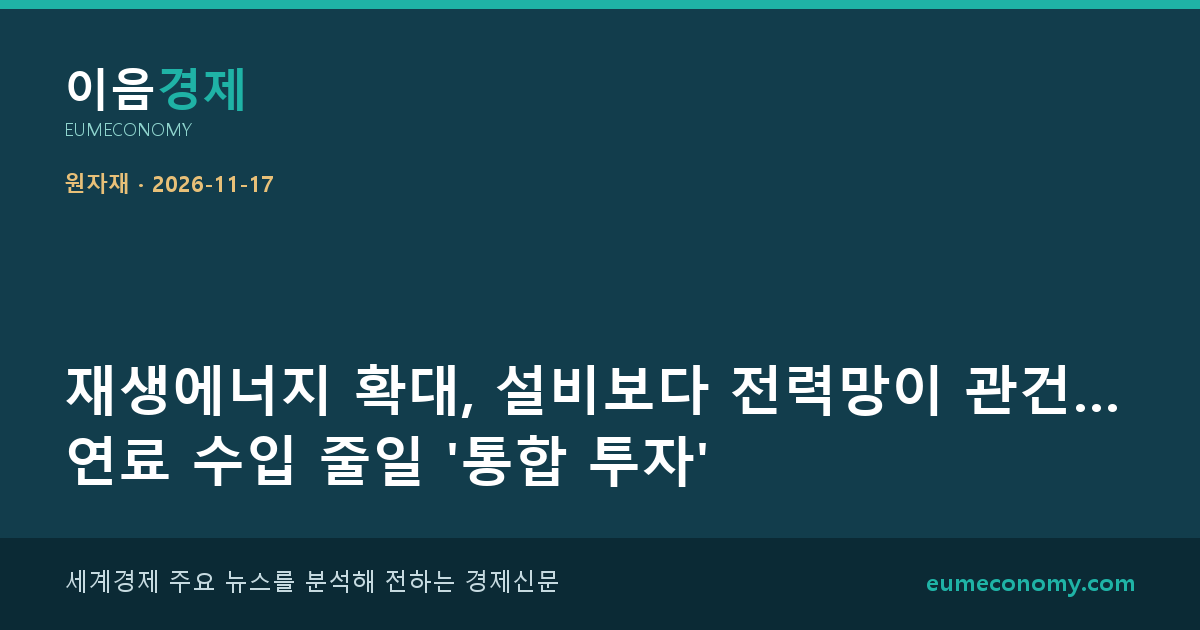 이음경제
EUMECONOMY
원자재 · 2026-11-17
재생에너지 확대, 설비보다 전력망이 관건…
연료 수입 줄일 '통합 투자'
세계경제 주요 뉴스를 분석해 전하는 경제신문
eumeconomy.com